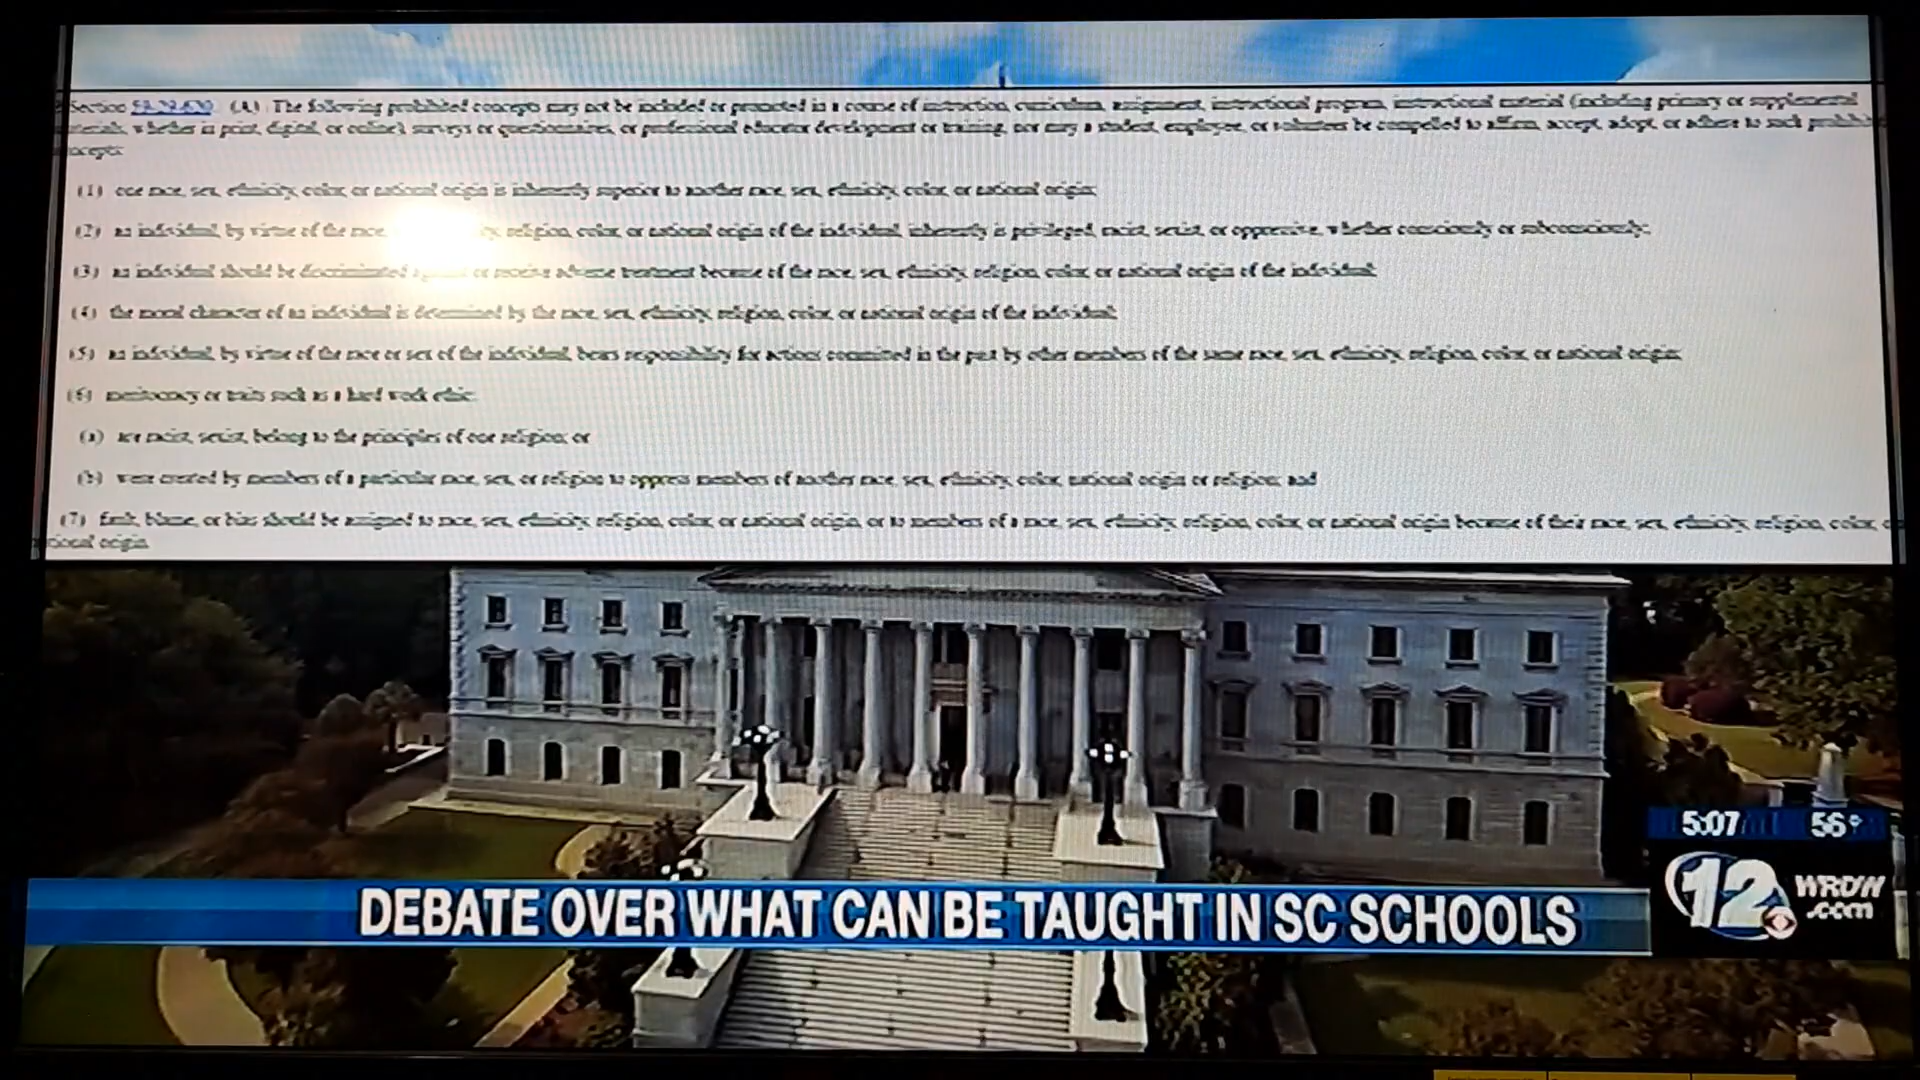 (A) The following prohibited concepts may not be included or promoted in a course of instruction, curriculum, assignment, instructional program, instructional material (including primary or supplemental
whether in print, digital, or online) surveys or questionnaires, or professional educator development or training, nor may a student, employee, or volunteer be compelled to affirm, accept, adopt, or adhere to such
(1) one race, sex, ethnicity, color, or national origin is inherently superior to another race, sex, ethnicity, color, or national origin;
(2) an individual, by virtue of the race religion, color, or national origin of the individual, inherently is privileged, racist, sexist, or oppressive, whether consciously or subconsciously;
(3) an individual should be discriminated or receive adverse treatment because of the race, sex, ethnicity, religion, color, or national origin of the individual;
(4) the moral character of an individual is determined by the race, sex, ethnicity, religion, color, or national origin of the individual;
(5) an individual, by virtue of the race or sex of the individual, bears responsibility for actions committed in the past by other members of the same race, sex, ethnicity, religion, color, or national origin;
(6) meritocracy or traits such as a hard work ethic:
(a) are racist, sexist, belong to the principles of one religion; or
(b) were created by members of a particular race, sex, or religion to oppress members of another race, sex, ethnicity, color, national origin or religion; and
(7) fault, blame, or bias should be assigned to race, sex, ethnicity, religion, color, or national origin, or to members of a race, sex, ethnicity, religion, color, or national origin because of their race, sex, ethnicity, religion, color,
origin.
5:07 56°
12 WRDW
.com
DEBATE OVER WHAT CAN BE TAUGHT IN SC SCHOOLS